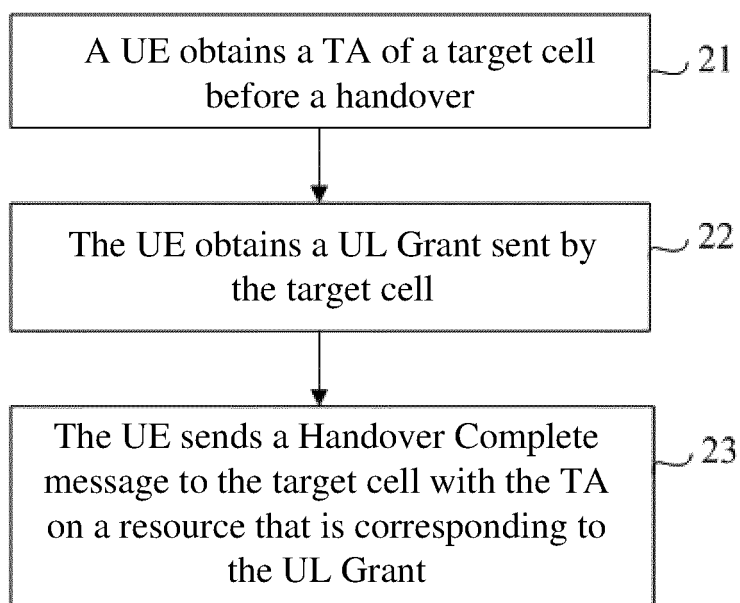 A UE obtains a TA of a target cell
before a handover
21
The UE obtains a UL Grant sent by
the target cell
22
The UE sends a Handover Complete
message to the target cell with the TA
on a resource that is corresponding to
the UL Grant
23